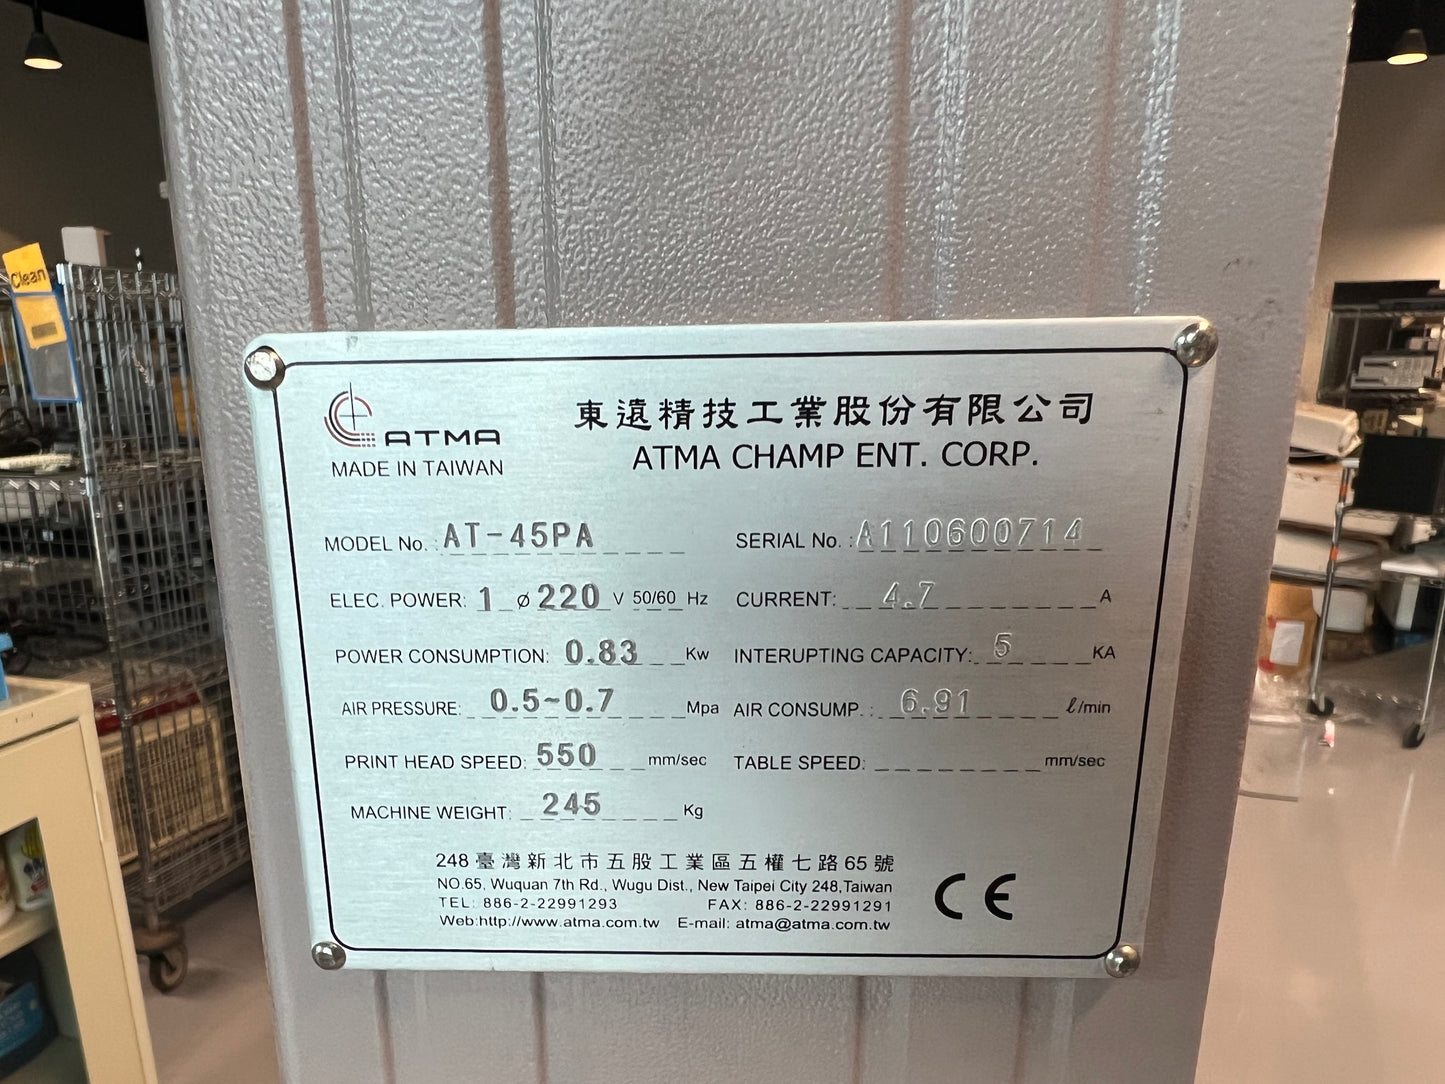 Clean
ATMA
MADE IN TAIWAN
東遠精技工業股份有限公司
ATMA CHAMP ENT. CORP.
MODEL No. : AT-45PA
SERIAL No. : A110600714
ELEC. POWER: 1 ø 220 V 50/60 Hz
CURRENT: 4.7 A
POWER CONSUMPTION: 0.83 Kw
INTERUPTING CAPACITY: 5 KA
AIR PRESSURE: 0.5~0.7 Mpa
AIR CONSUMP. : 6.91 ℓ/min
PRINT HEAD SPEED: 550 mm/sec
TABLE SPEED: mm/sec
MACHINE WEIGHT: 245 Kg
248 臺灣新北市五股工業區五權七路 65 號
NO.65, Wuquan 7th Rd., Wugu Dist., New Taipei City 248,Taiwan
TEL: 886-2-22991293 FAX: 886-2-22991291
Web:http://www.atma.com.tw E-mail: atma@atma.com.tw
CE